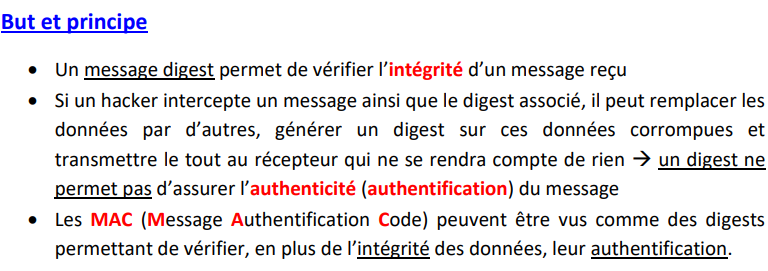 But et principe
• Un message digest permet de vérifier l’intégrité d’un message reçu
• Si un hacker intercepte un message ainsi que le digest associé, il peut remplacer les
données par d’autres, générer un digest sur ces données corrompues et
transmettre le tout au récepteur qui ne se rendra compte de rien → un digest ne
permet pas d’assurer l’authenticité (authentification) du message
• Les MAC (Message Authentification Code) peuvent être vus comme des digests
permettant de vérifier, en plus de l’intégrité des données, leur authentification.